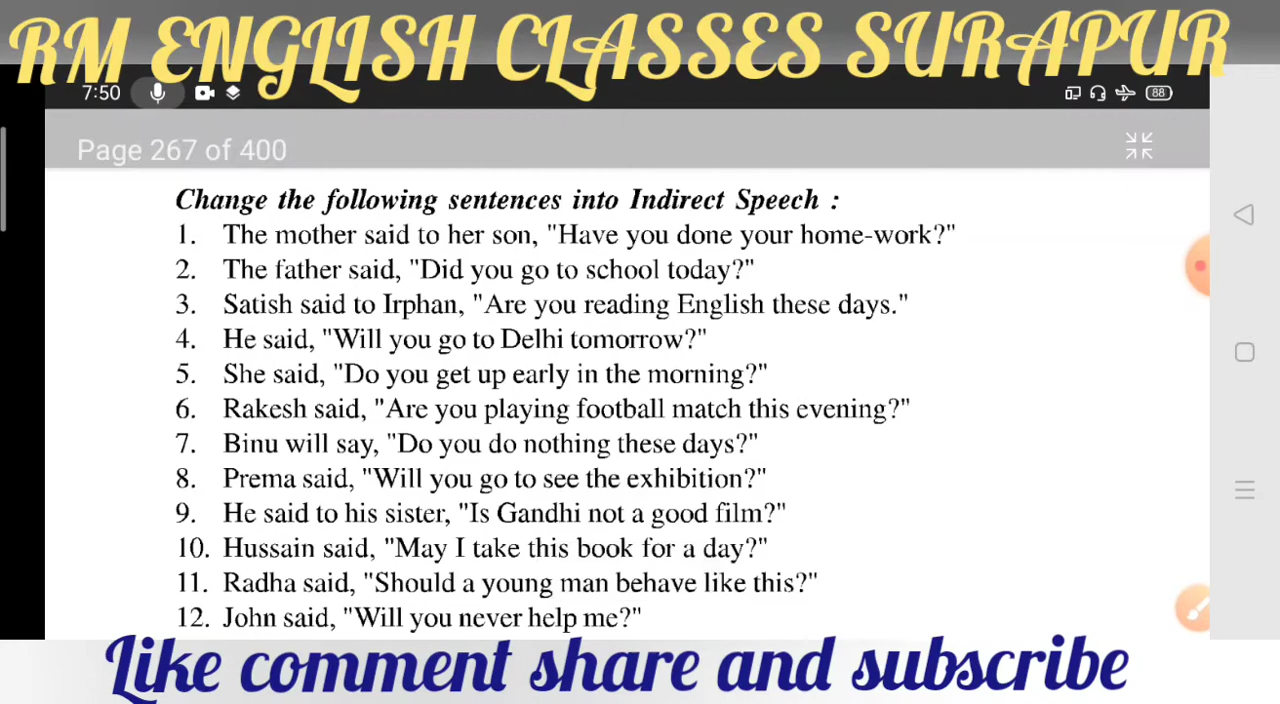 RM ENGLISH CLASSES SURAPUR
7:50 88
Page 267 of 400
Change the following sentences into Indirect Speech :
1. The mother said to her son, "Have you done your home-work?"
2. The father said, "Did you go to school today?"
3. Satish said to Irphan, "Are you reading English these days."
4. He said, "Will you go to Delhi tomorrow?"
5. She said, "Do you get up early in the morning?"
6. Rakesh said, "Are you playing football match this evening?"
7. Binu will say, "Do you do nothing these days?"
8. Prema said, "Will you go to see the exhibition?"
9. He said to his sister, "Is Gandhi not a good film?"
10. Hussain said, "May I take this book for a day?"
11. Radha said, "Should a young man behave like this?"
12. John said, "Will you never help me?"
Like comment share and subscribe